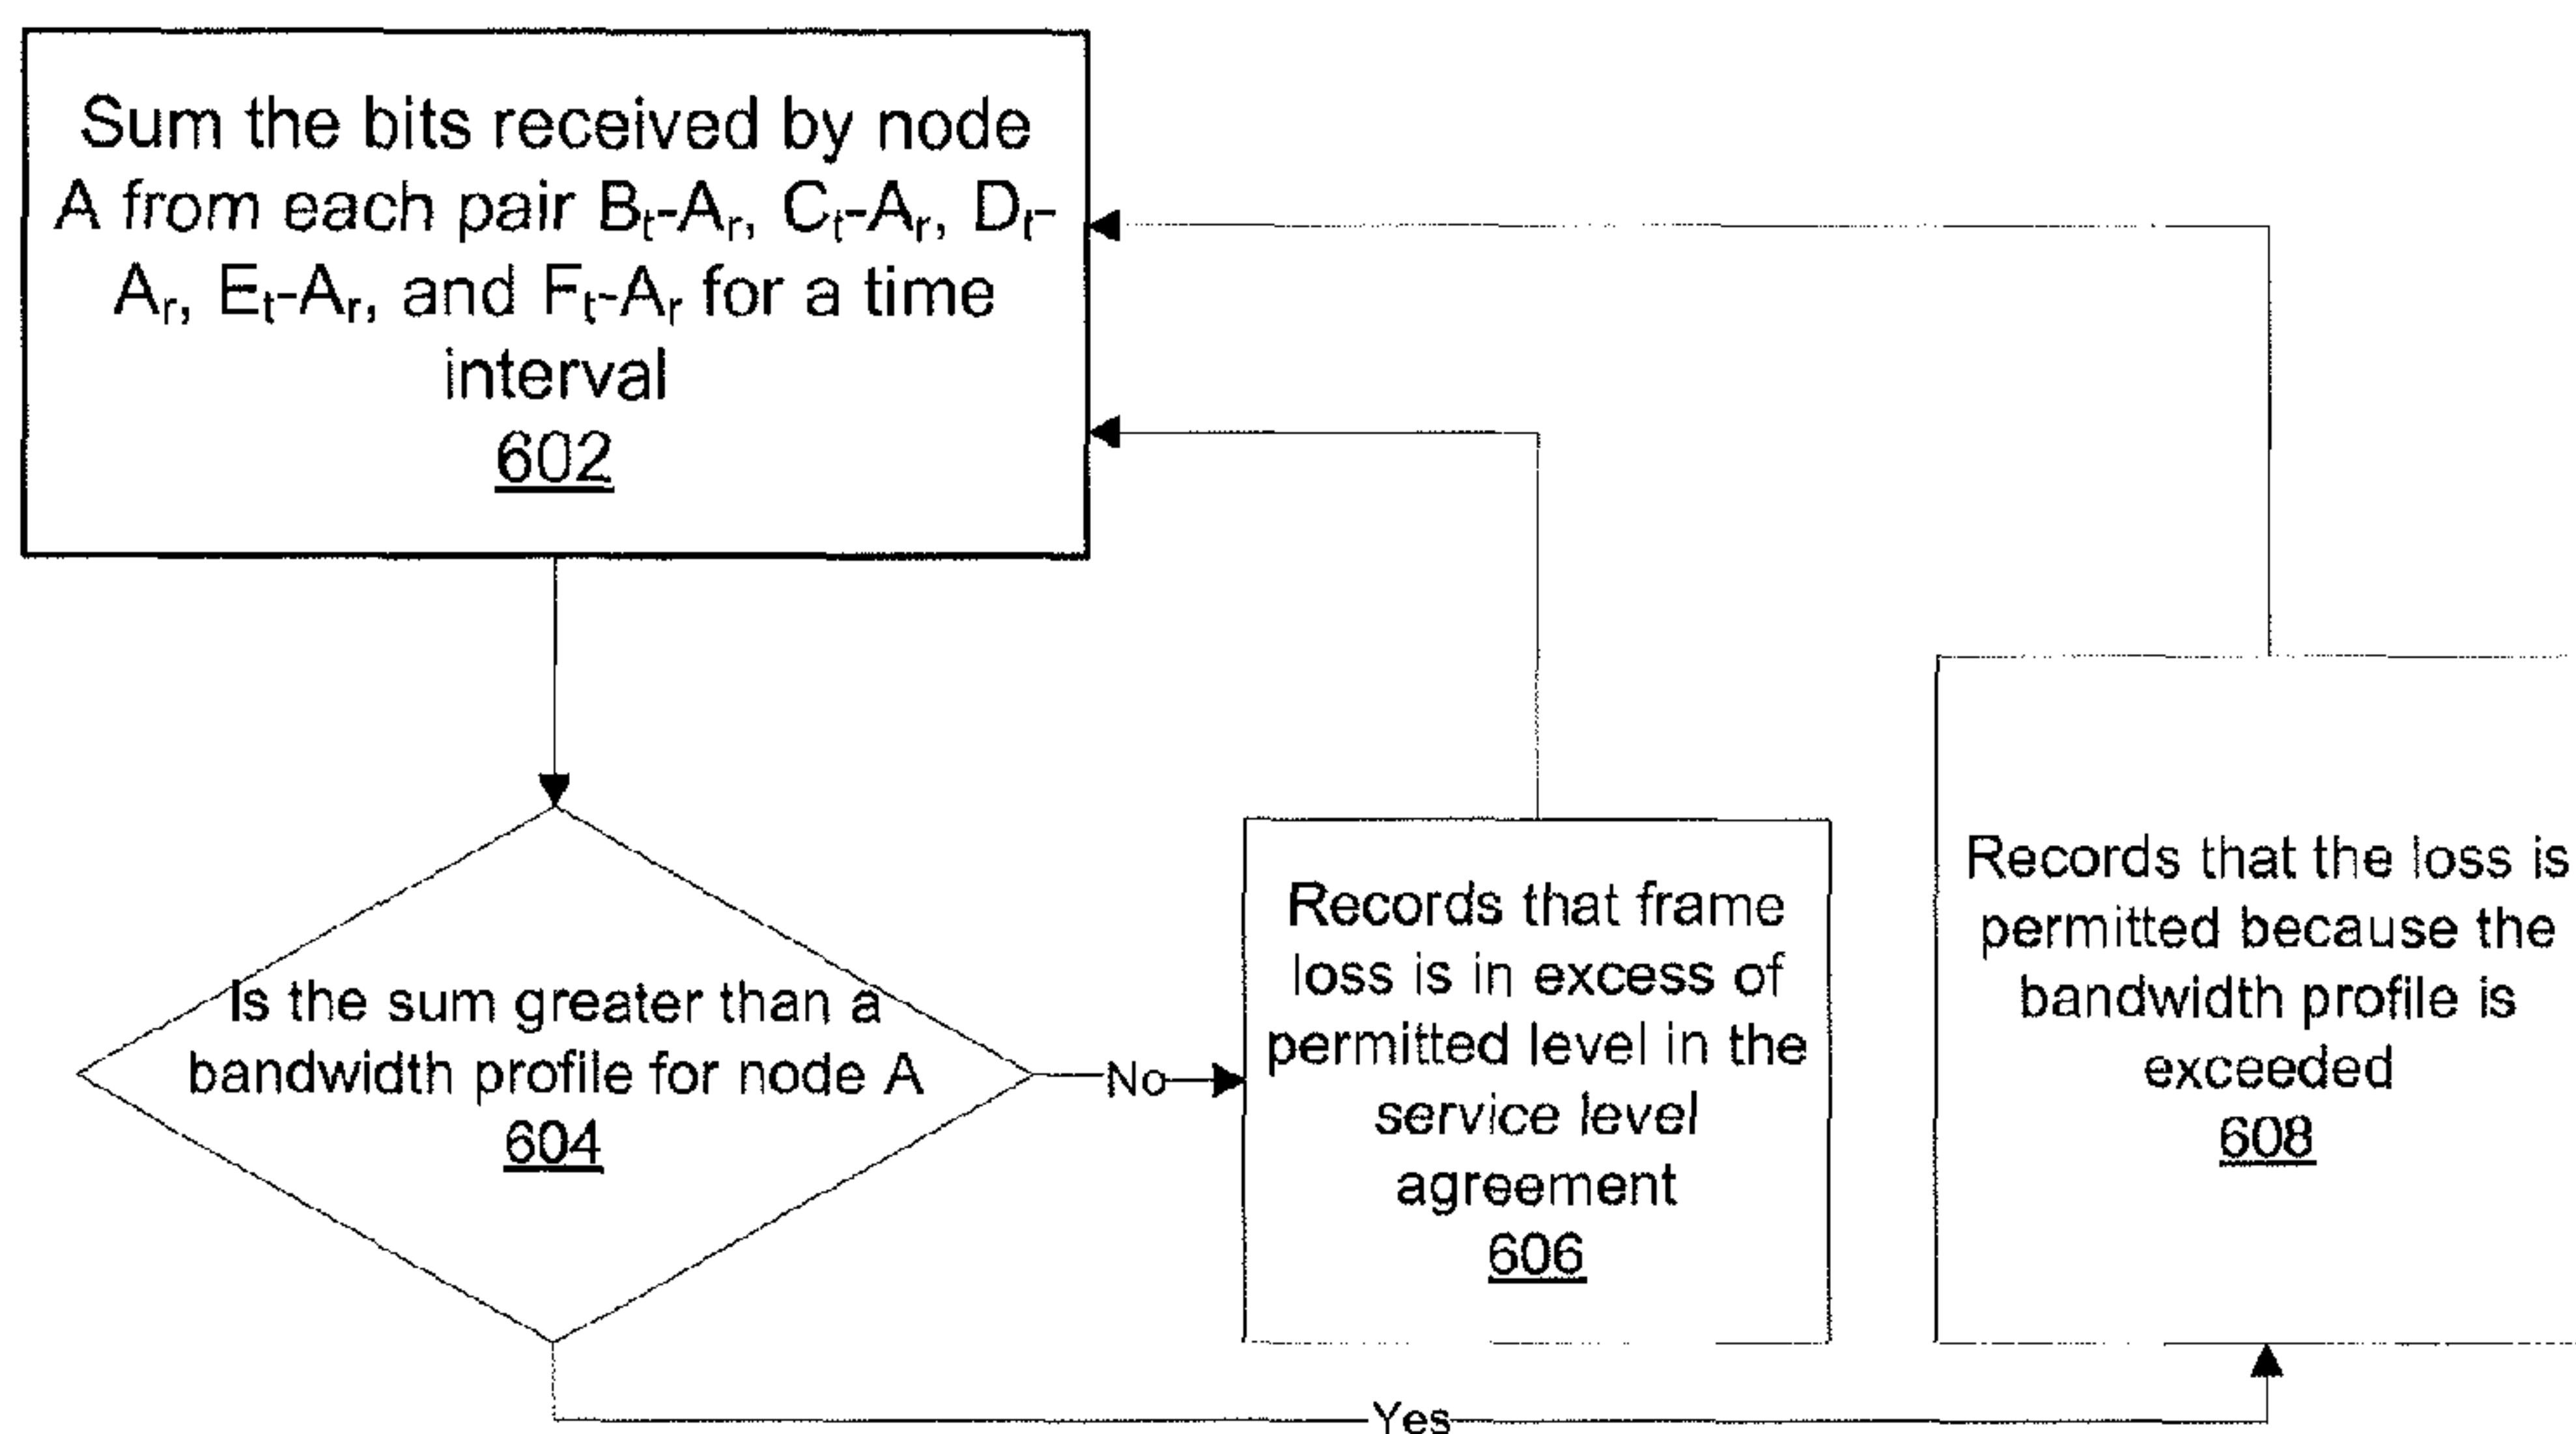 Sum the bits received by node
A from each pair Bt-Ar, Ct-Ar, Dt-
Ar, Et-Ar, and Ft-Ar for a time
interval
602
Is the sum greater than a
bandwidth profile for node A
604
No
Records that frame
loss is in excess of
permitted level in the
service level
agreement
606
Records that the loss is
permitted because the
bandwidth profile is
exceeded
608
Yes